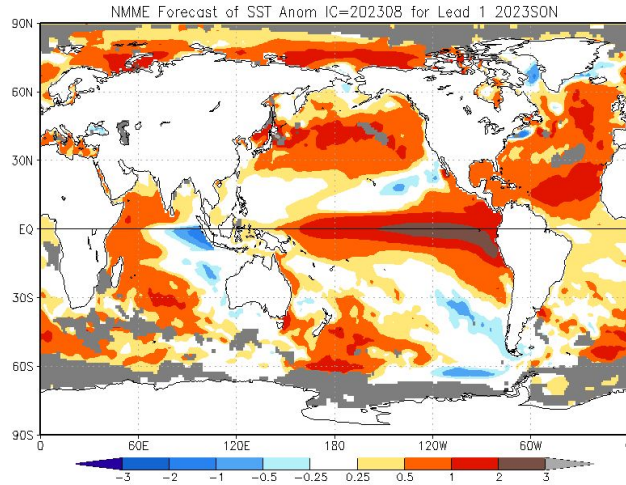 NMME Forecast of SST Anom IC=202308 for Lead 1 2023SON
90N
60N
30N
EQ
30S
60S
90S
0 60E 120E 180 120W 60W 0
-3 -2 -1 -0.5 -0.25 0.25 0.5 1 2 3